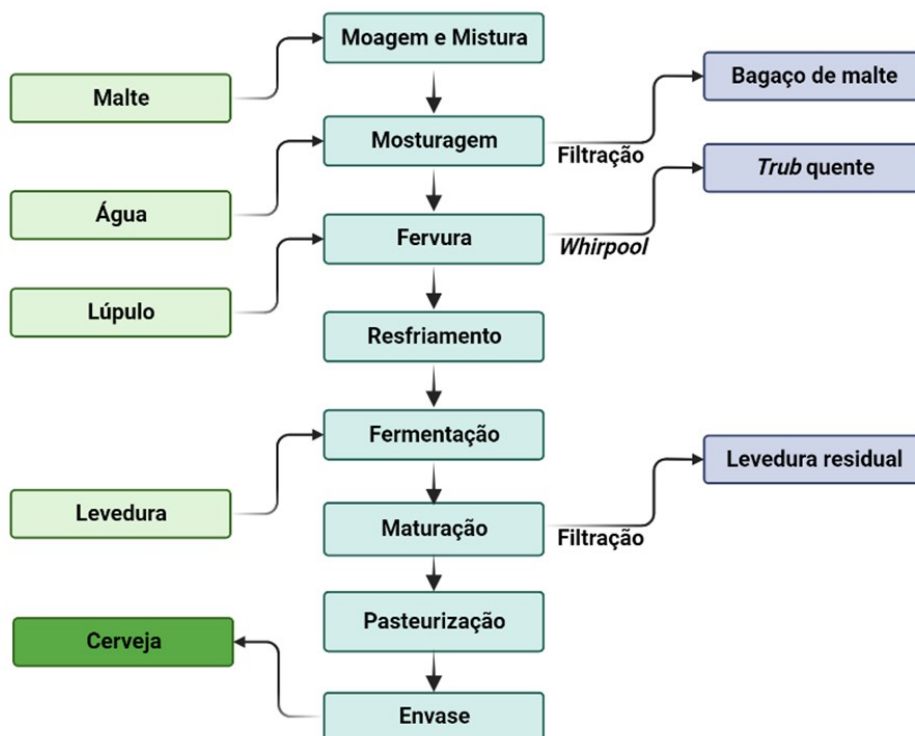 Moagem e Mistura
Malte
Bagaço de malte
Mosturagem
Filtração
Trub quente
Água
Fervura
Whirpool
Lúpulo
Resfriamento
Fermentação
Levedura residual
Levedura
Maturação
Filtração
Pasteurização
Cerveja
Envase